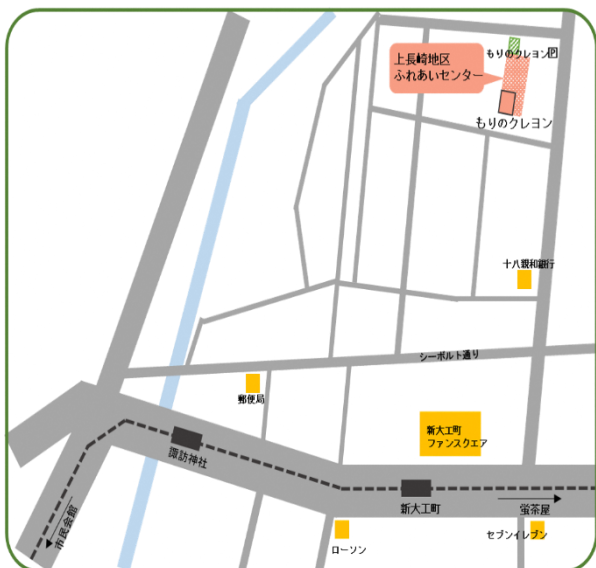 上長崎地区
ふれあいセンター
もりのクレヨン
もりのクレヨン
十八親和銀行
シーボルト通り
郵便局
新大工町
ファンスクエア
諏訪神社
新大工町
蛍茶屋
市民会館
ローソン
セブンイレブン